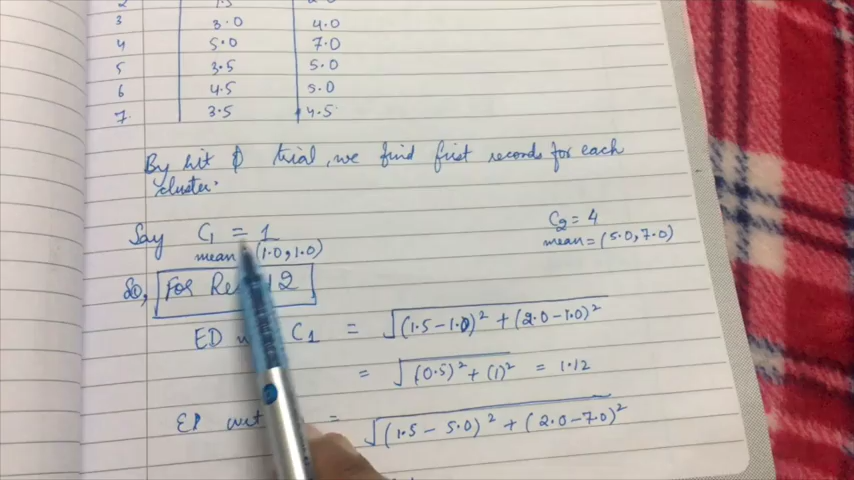 2 1.5
3 3.0 4.0
4 5.0 7.0
5 3.5 5.0
6 4.5 5.0
7. 3.5 4.5
By hit & trial, we find first records for each
cluster.
Say C1 = 1
mean (1.0, 1.0)
C2 = 4
mean = (5.0, 7.0)
So, For 2
ED C1 = √(1.5-1.0)² + (2.0-1.0)²
= √(0.5)² + (1)² = 1.12
ED = √(1.5 - 5.0)² + (2.0-7.0)²